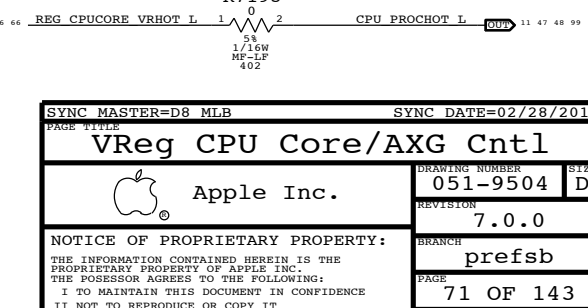 0
6 66 REG CPUCORE VRHOT L 1 2 CPU PROCHOT L OUT 11 47 48 99
5%
1/16W
MF-LF
402
SYNC MASTER=D8 MLB SYNC DATE=02/28/201
PAGE TITLE
VReg CPU Core/AXG Cntl
Apple Inc.
®
DRAWING NUMBER
051-9504
SIZ
D
REVISION
7.0.0
BRANCH
prefsb
PAGE
71 OF 143
NOTICE OF PROPRIETARY PROPERTY:
THE INFORMATION CONTAINED HEREIN IS THE
PROPRIETARY PROPERTY OF APPLE INC.
THE POSESSOR AGREES TO THE FOLLOWING:
I TO MAINTAIN THIS DOCUMENT IN CONFIDENCE
II NOT TO REPRODUCE OR COPY IT